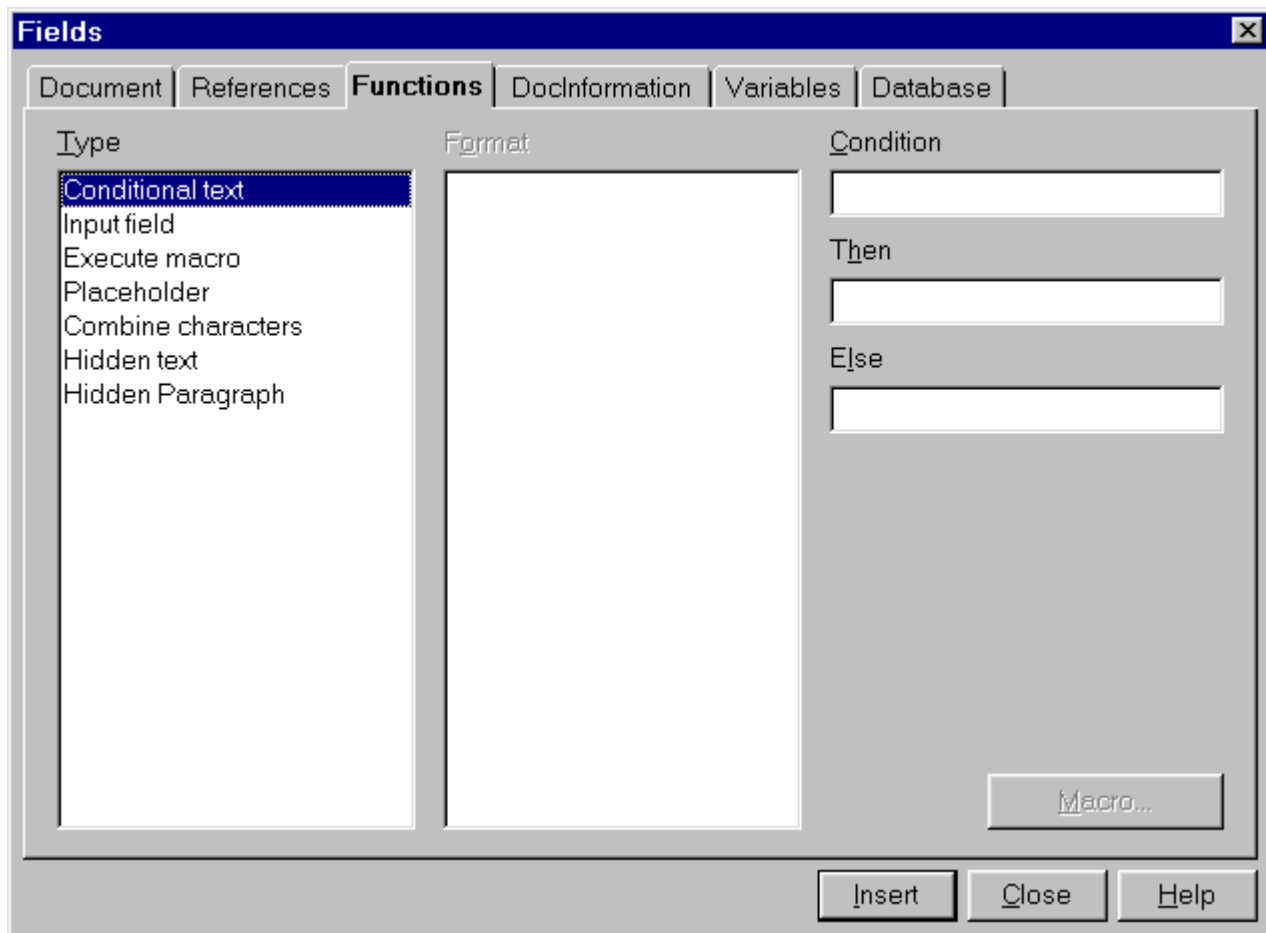 Fields
Document References Functions DocInformation Variables Database
Type
Conditional text
Input field
Execute macro
Placeholder
Combine characters
Hidden text
Hidden Paragraph
Format
Condition
Then
Else
Macro...
Insert Close Help